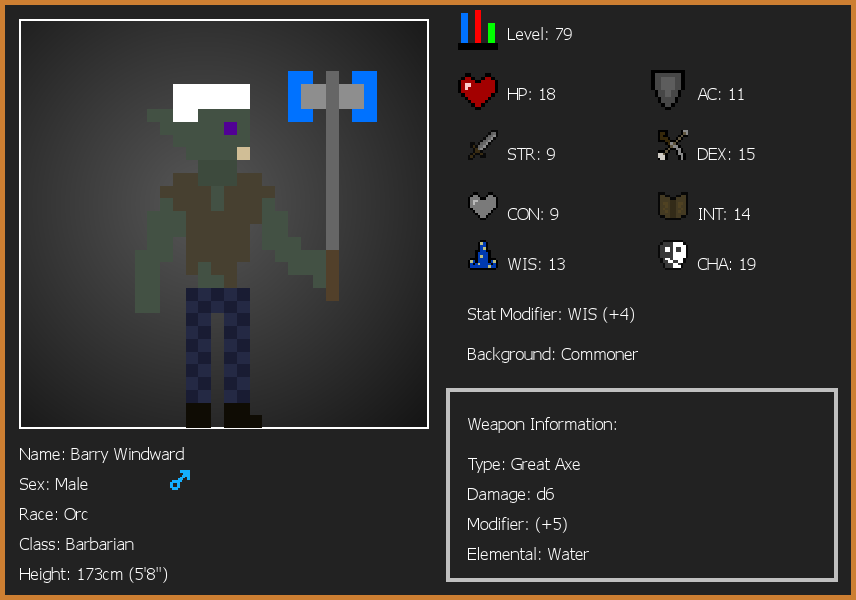 Level: 79
HP: 18
AC: 11
STR: 9
DEX: 15
CON: 9
INT: 14
WIS: 13
CHA: 19
Stat Modifier: WIS (+4)
Background: Commoner
Weapon Information:
Type: Great Axe
Damage: d6
Modifier: (+5)
Elemental: Water
Name: Barry Windward
Sex: Male
Race: Orc
Class: Barbarian
Height: 173cm (5'8")